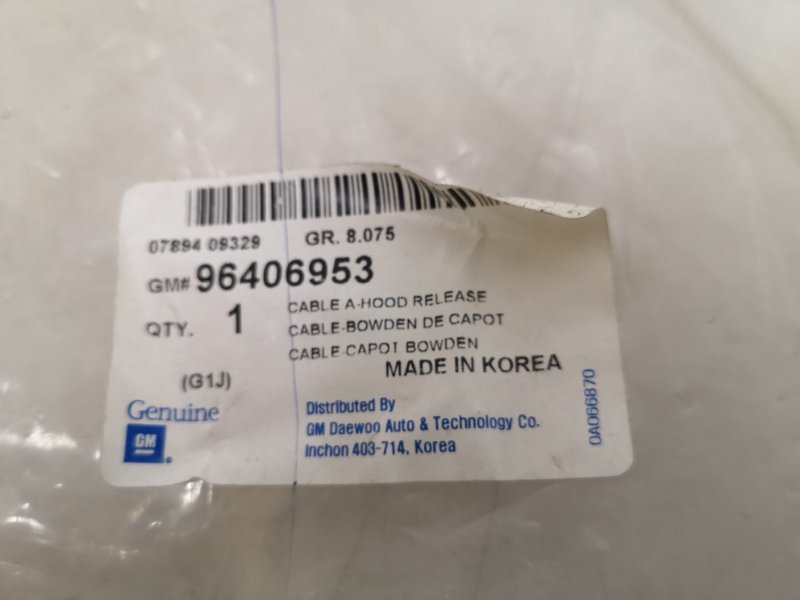 07894 09329 GR. 8.075
GM# 96406953
QTY. 1
CABLE A-HOOD RELEASE
CABLE-BOWDEN DE CAPOT
CABLE-CAPOT BOWDEN
MADE IN KOREA
(G1J)
Genuine
GM
Distributed By
GM Daewoo Auto & Technology Co.
Inchon 403-714, Korea
0A066870